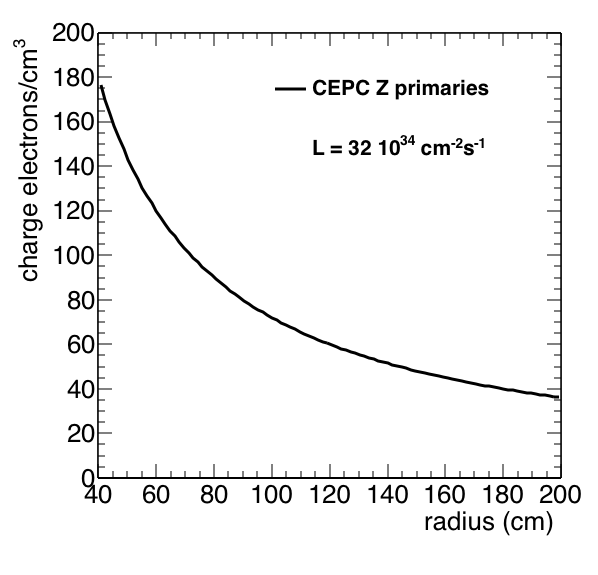 charge electrons/cm³
200
180
160
140
120
100
80
60
40
20
0
CEPC Z primaries
L = 32 10³⁴ cm⁻²s⁻¹
40 60 80 100 120 140 160 180 200
radius (cm)